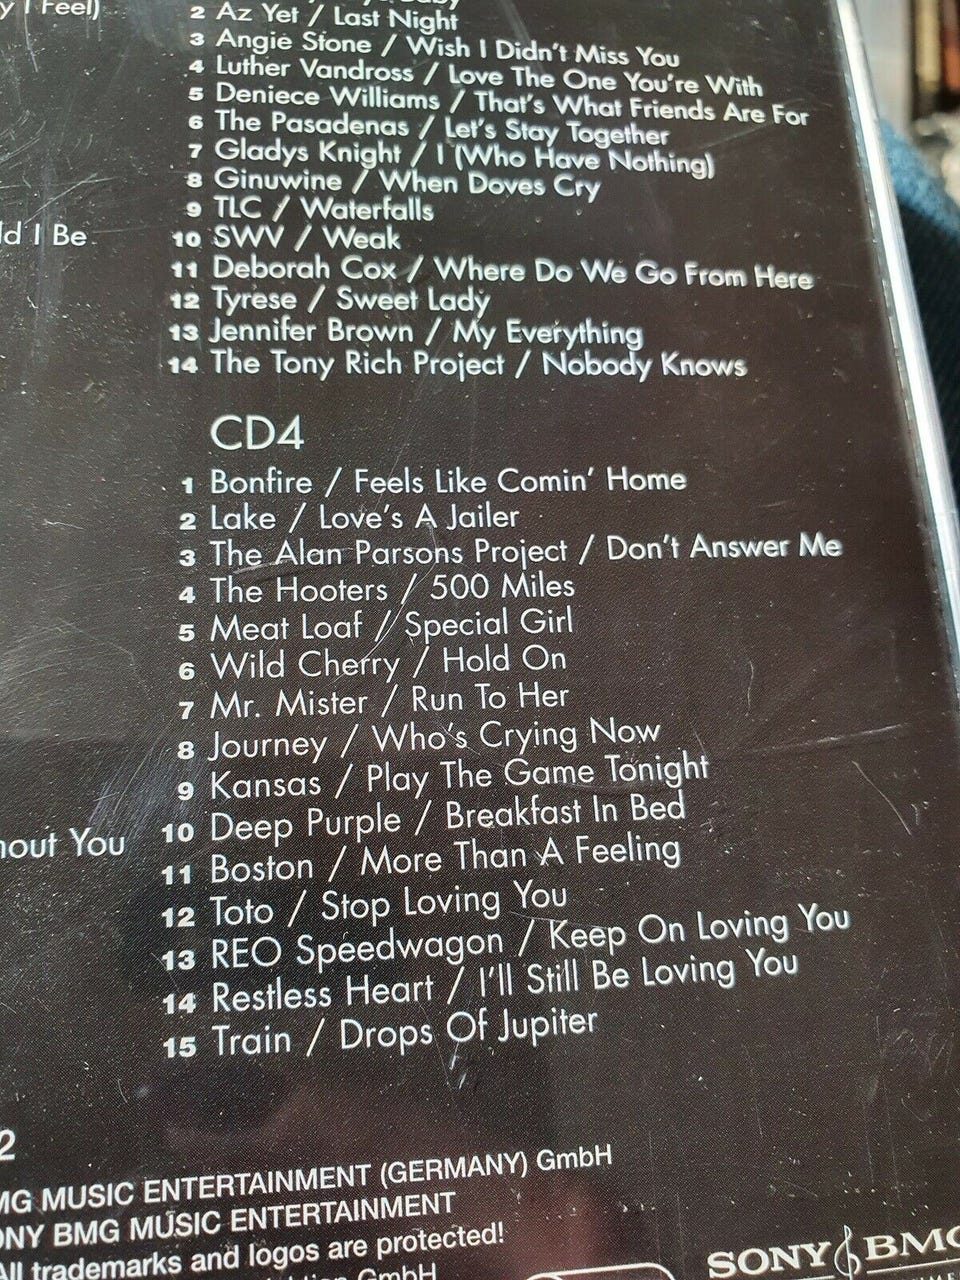 y I Feel)
2 Az Yet / Last Night
3 Angie Stone / Wish I Didn't Miss You
4 Luther Vandross / Love The One You're With
5 Deniece Williams / That's What Friends Are For
6 The Pasadenas / Let's Stay Together
7 Gladys Knight / I (Who Have Nothing)
8 Ginuwine / When Doves Cry
9 TLC / Waterfalls
ld I Be
10 SWV / Weak
11 Deborah Cox / Where Do We Go From Here
12 Tyrese / Sweet Lady
13 Jennifer Brown / My Everything
14 The Tony Rich Project / Nobody Knows
CD4
1 Bonfire / Feels Like Comin' Home
2 Lake / Love's A Jailer
3 The Alan Parsons Project / Don't Answer Me
4 The Hooters / 500 Miles
5 Meat Loaf / Special Girl
6 Wild Cherry / Hold On
7 Mr. Mister / Run To Her
8 Journey / Who's Crying Now
9 Kansas / Play The Game Tonight
10 Deep Purple / Breakfast In Bed
hout You
11 Boston / More Than A Feeling
12 Toto / Stop Loving You
13 REO Speedwagon / Keep On Loving You
14 Restless Heart / I'll Still Be Loving You
15 Train / Drops Of Jupiter
2
MG MUSIC ENTERTAINMENT (GERMANY) GmbH
ONY BMG MUSIC ENTERTAINMENT
All trademarks and logos are protected!
GmbH
SONY BMG